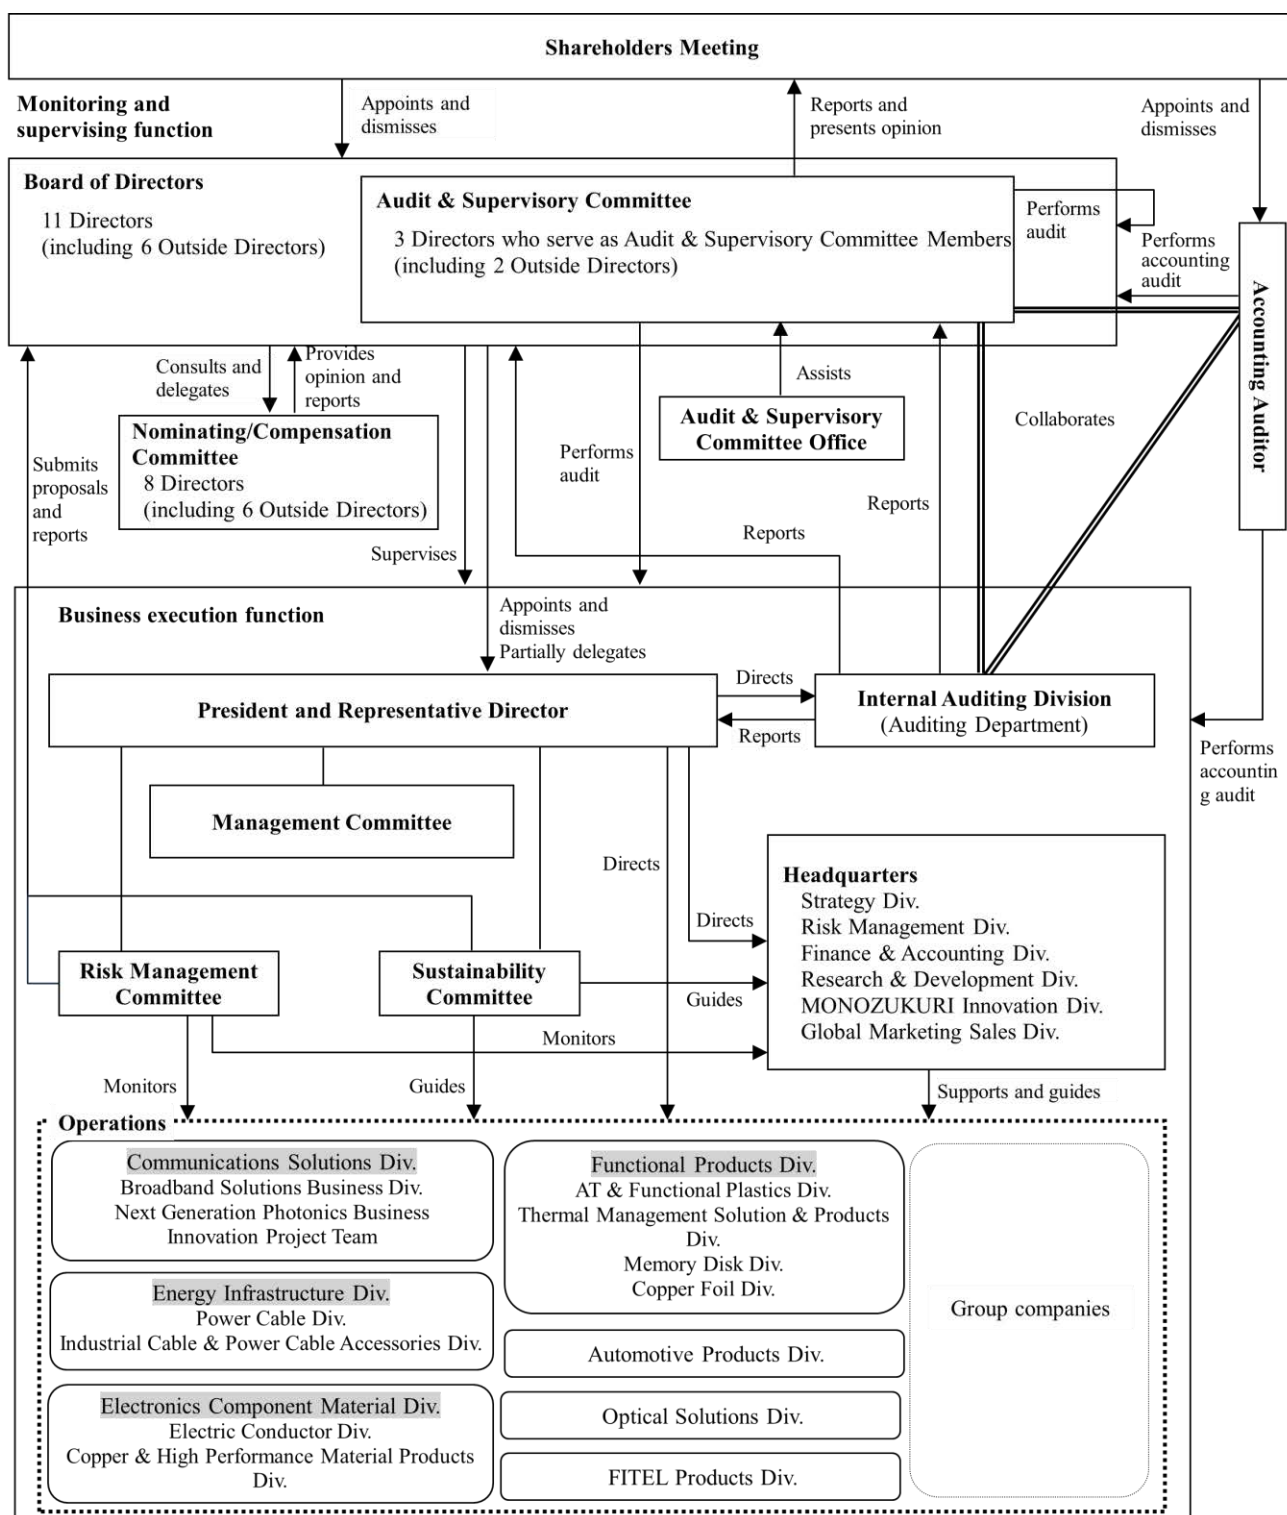 Shareholders Meeting
Monitoring and
supervising function
Appoints and
dismisses
Reports and
presents opinion
Appoints and
dismisses
Board of Directors
11 Directors
(including 6 Outside Directors)
Audit & Supervisory Committee
3 Directors who serve as Audit & Supervisory Committee Members
(including 2 Outside Directors)
Performs
audit
Performs
accounting
audit
Accounting Auditor
Consults and
delegates
Provides
opinion and
reports
Assists
Audit & Supervisory
Committee Office
Collaborates
Nominating/Compensation
Committee
8 Directors
(including 6 Outside Directors)
Submits
proposals
and
reports
Performs
audit
Reports
Reports
Supervises
Business execution function
Appoints and
dismisses
Partially delegates
President and Representative Director
Directs
Reports
Internal Auditing Division
(Auditing Department)
Performs
accountin
g audit
Management Committee
Directs
Directs
Headquarters
Strategy Div.
Risk Management Div.
Finance & Accounting Div.
Research & Development Div.
MONOZUKURI Innovation Div.
Global Marketing Sales Div.
Risk Management
Committee
Sustainability
Committee
Guides
Monitors
Monitors
Guides
Supports and guides
Operations
Communications Solutions Div.
Broadband Solutions Business Div.
Next Generation Photonics Business
Innovation Project Team
Energy Infrastructure Div.
Power Cable Div.
Industrial Cable & Power Cable Accessories Div.
Electronics Component Material Div.
Electric Conductor Div.
Copper & High Performance Material Products
Div.
Functional Products Div.
AT & Functional Plastics Div.
Thermal Management Solution & Products
Div.
Memory Disk Div.
Copper Foil Div.
Automotive Products Div.
Optical Solutions Div.
FITEL Products Div.
Group companies